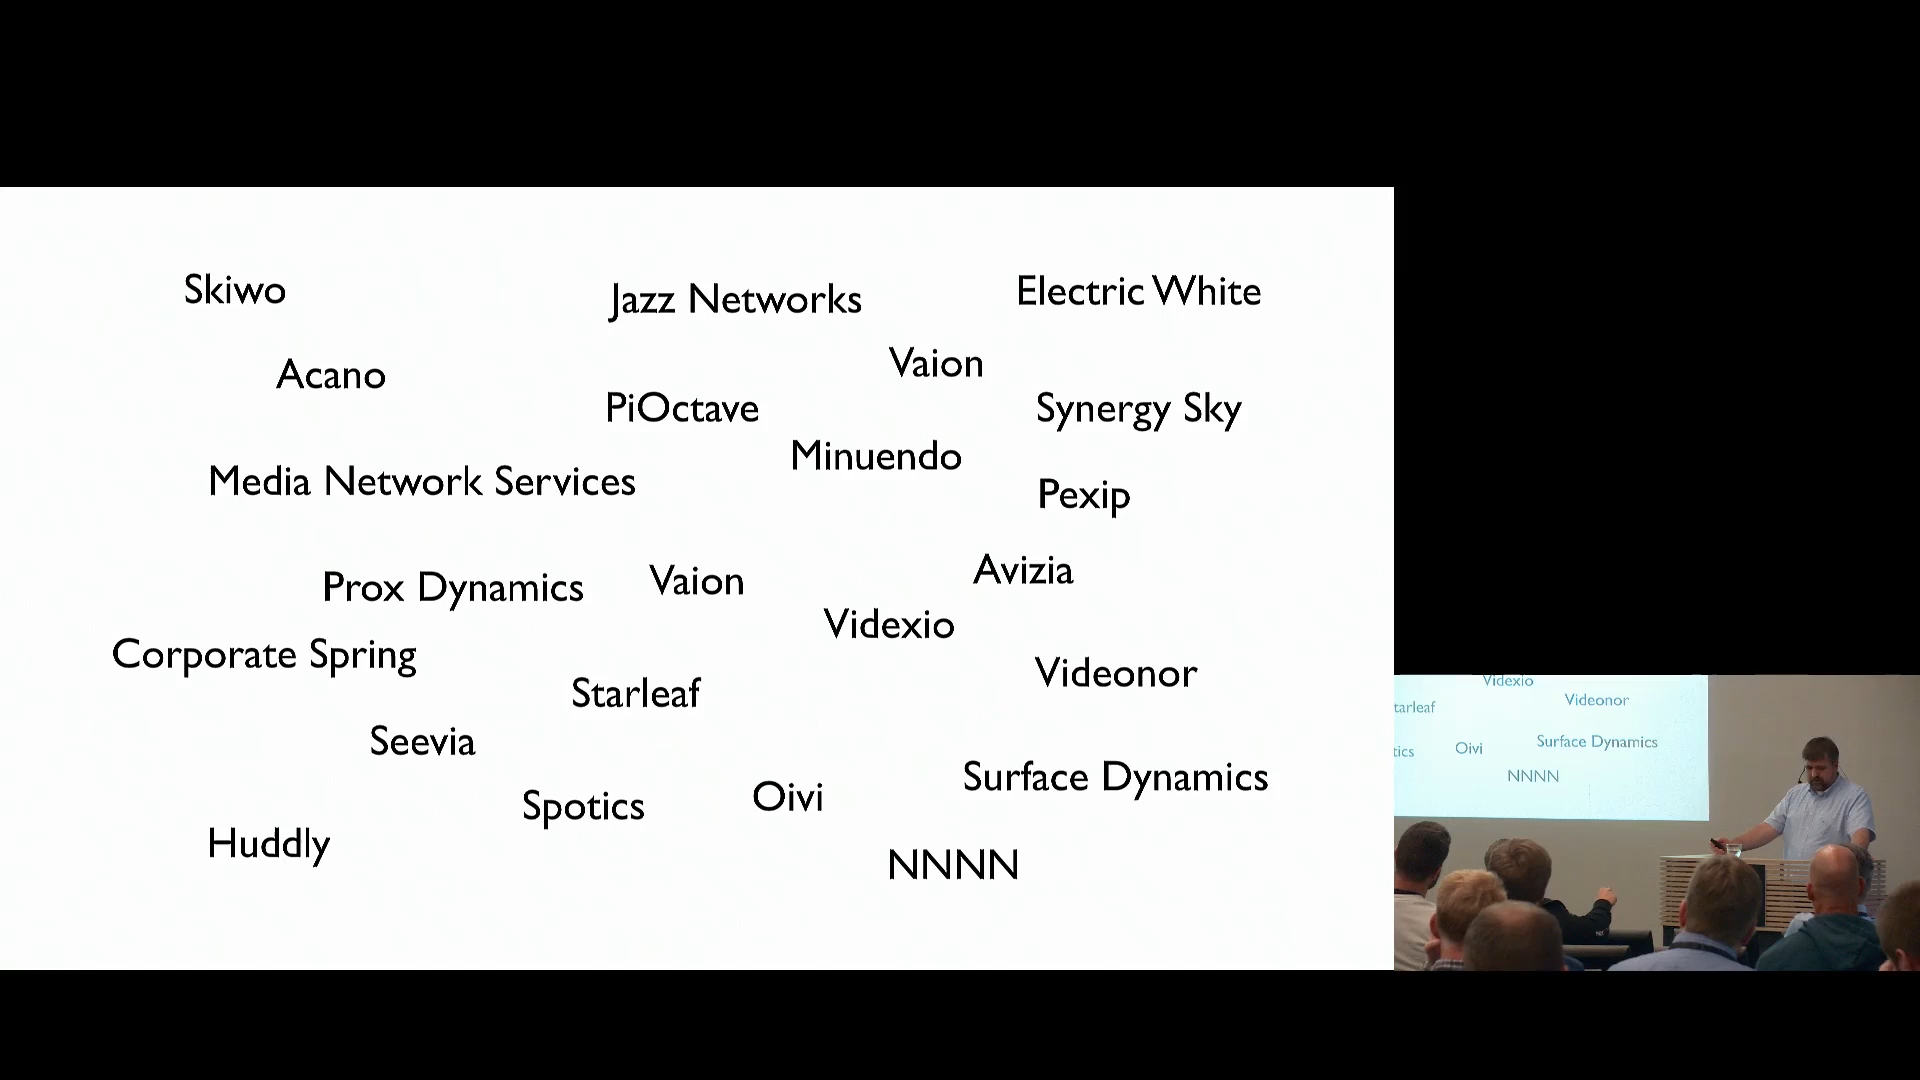 Skiwo
Jazz Networks
Electric White
Acano
Vaion
PiOctave
Synergy Sky
Minuendo
Media Network Services
Pexip
Prox Dynamics
Vaion
Avizia
Videxio
Corporate Spring
Starleaf
Videonor
Seevia
Spotics
Oivi
Surface Dynamics
Huddly
NNNN
Videxio
Videonor
tarleaf
Surface Dynamics
tics
Oivi
NNNN